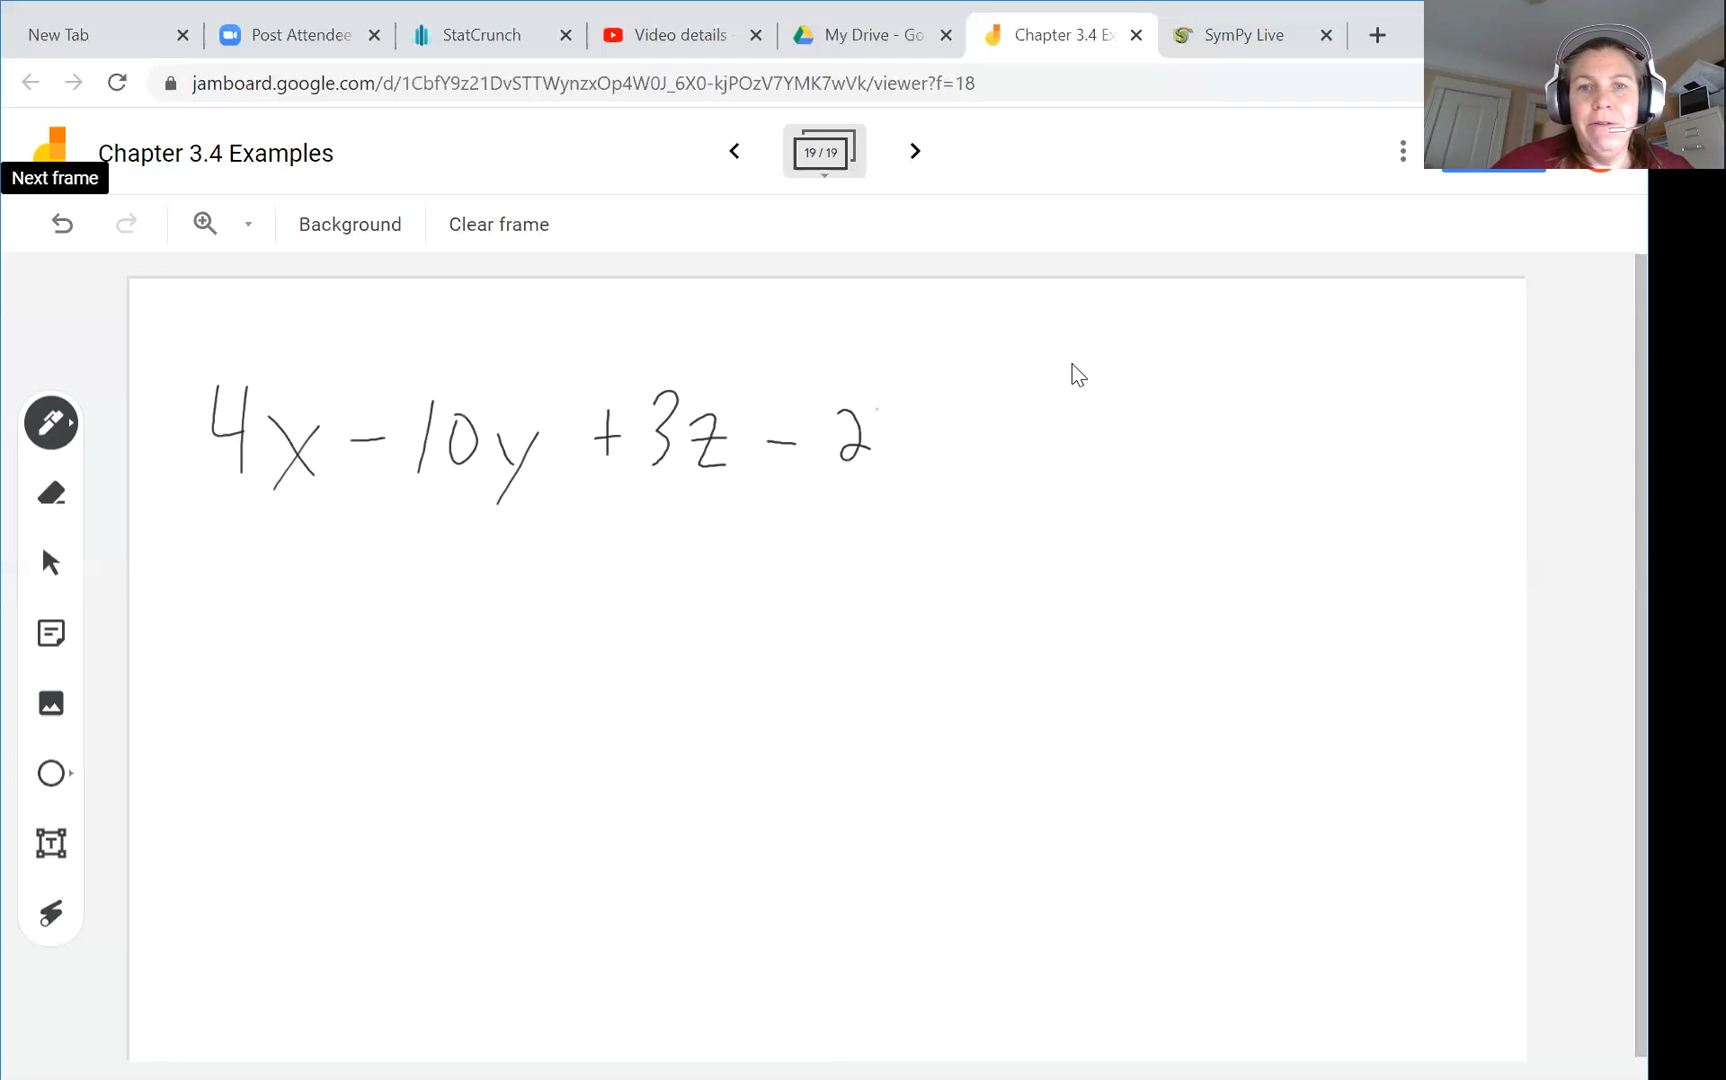 New Tab Post Attendee StatCrunch Video details - My Drive - Go Chapter 3.4 Ex SymPy Live
jamboard.google.com/d/1CbfY9z21DvSTTWynzxOp4W0J_6X0-kjPOzV7YMK7wVk/viewer?f=18
Chapter 3.4 Examples
19 / 19
Next frame
Background Clear frame
4x - 10y + 3z - 2